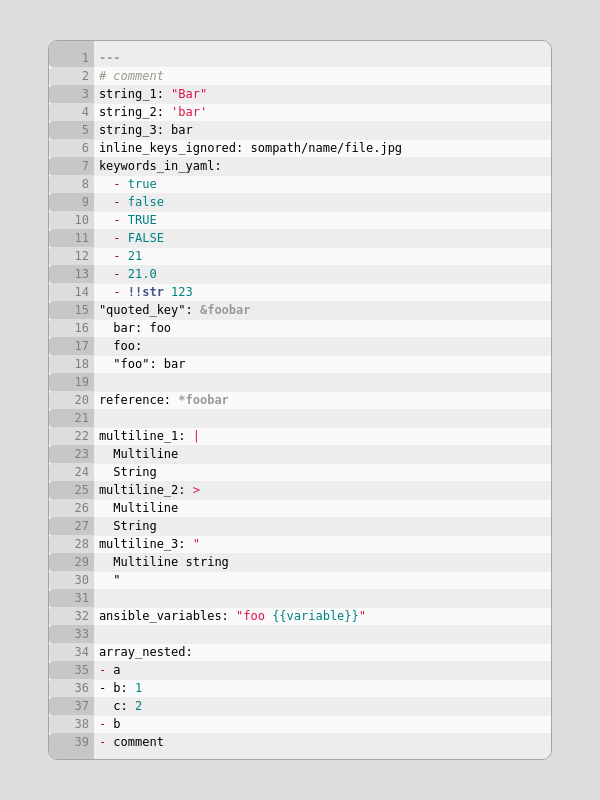 1 ---
2 # comment
3 string_1: "Bar"
4 string_2: 'bar'
5 string_3: bar
6 inline_keys_ignored: sompath/name/file.jpg
7 keywords_in_yaml:
8   - true
9   - false
10   - TRUE
11   - FALSE
12   - 21
13   - 21.0
14   - !!str 123
15 "quoted_key": &foobar
16   bar: foo
17   foo:
18   "foo": bar
19
20 reference: *foobar
21
22 multiline_1: |
23   Multiline
24   String
25 multiline_2: >
26   Multiline
27   String
28 multiline_3: "
29   Multiline string
30   "
31
32 ansible_variables: "foo {{variable}}"
33
34 array_nested:
35 - a
36 - b: 1
37   c: 2
38 - b
39 - comment